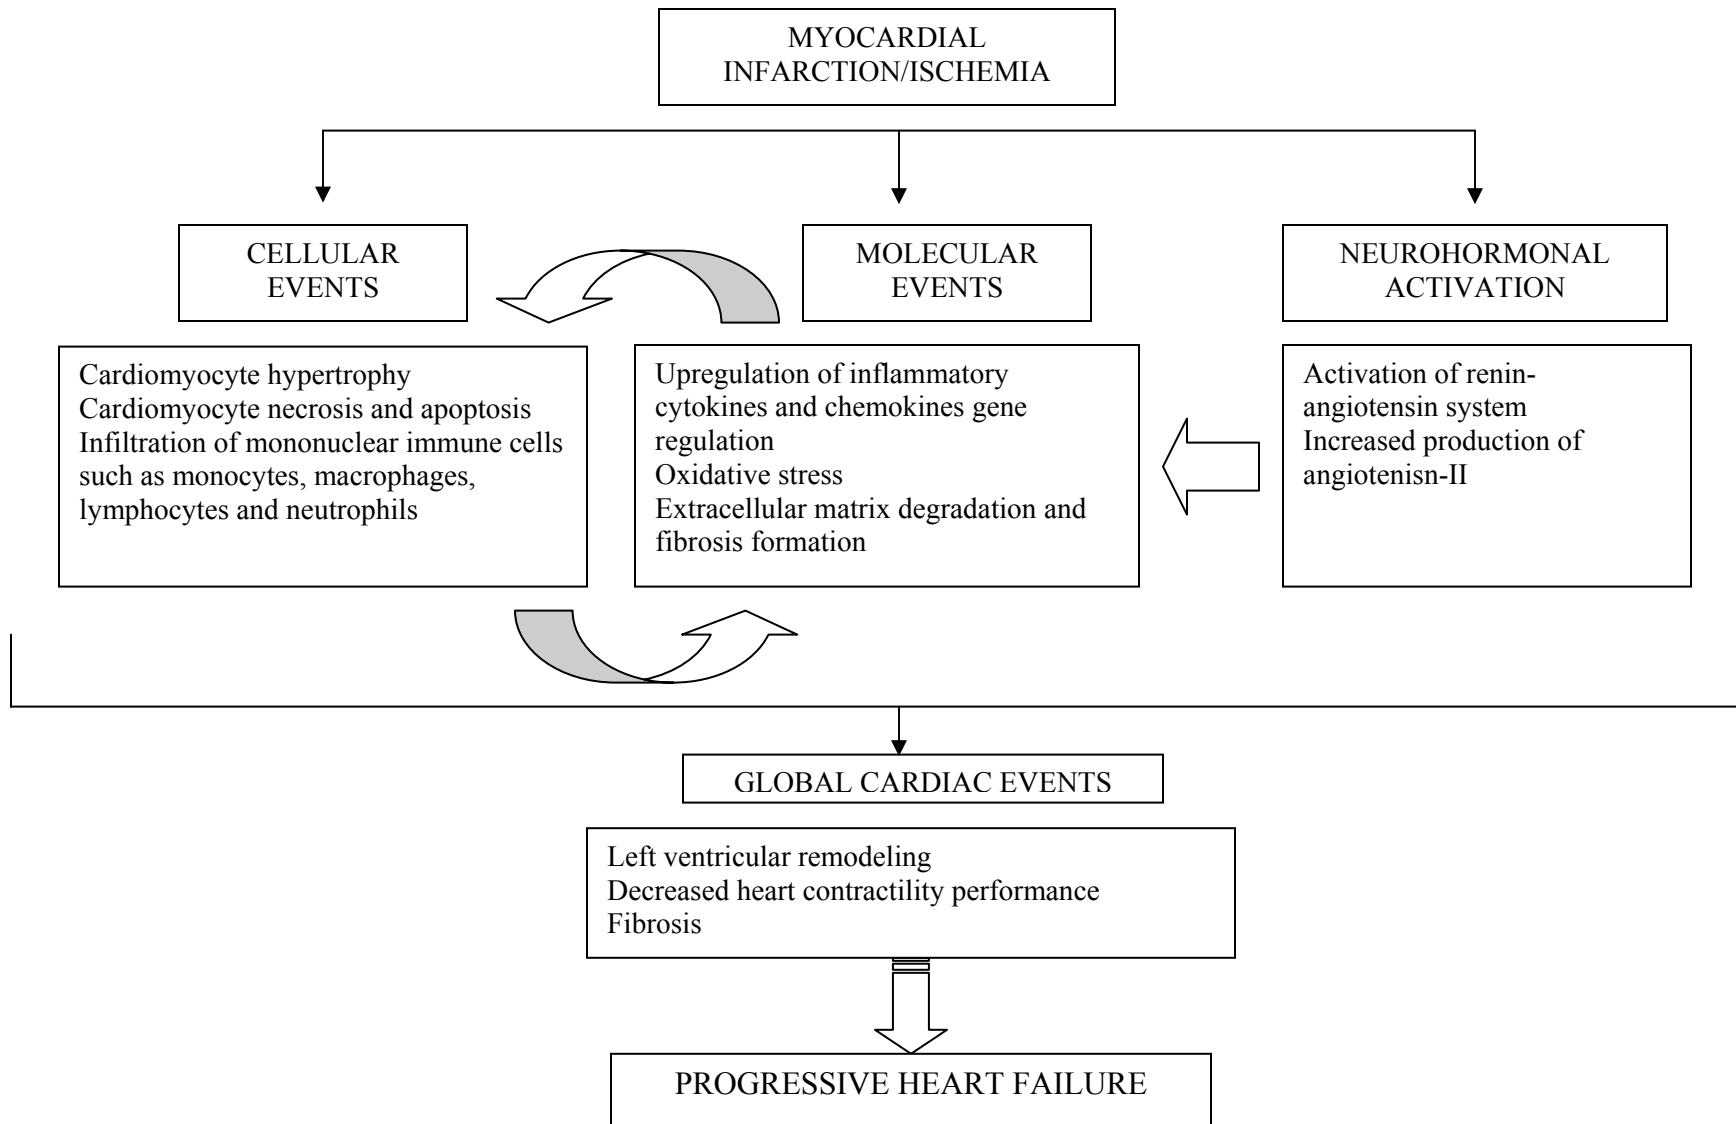 MYOCARDIAL
INFARCTION/ISCHEMIA
CELLULAR
EVENTS
MOLECULAR
EVENTS
NEUROHORMONAL
ACTIVATION
Cardiomyocyte hypertrophy
Cardiomyocyte necrosis and apoptosis
Infiltration of mononuclear immune cells
such as monocytes, macrophages,
lymphocytes and neutrophils
Upregulation of inflammatory
cytokines and chemokines gene
regulation
Oxidative stress
Extracellular matrix degradation and
fibrosis formation
Activation of renin-
angiotensin system
Increased production of
angiotenisn-II
GLOBAL CARDIAC EVENTS
Left ventricular remodeling
Decreased heart contractility performance
Fibrosis
PROGRESSIVE HEART FAILURE